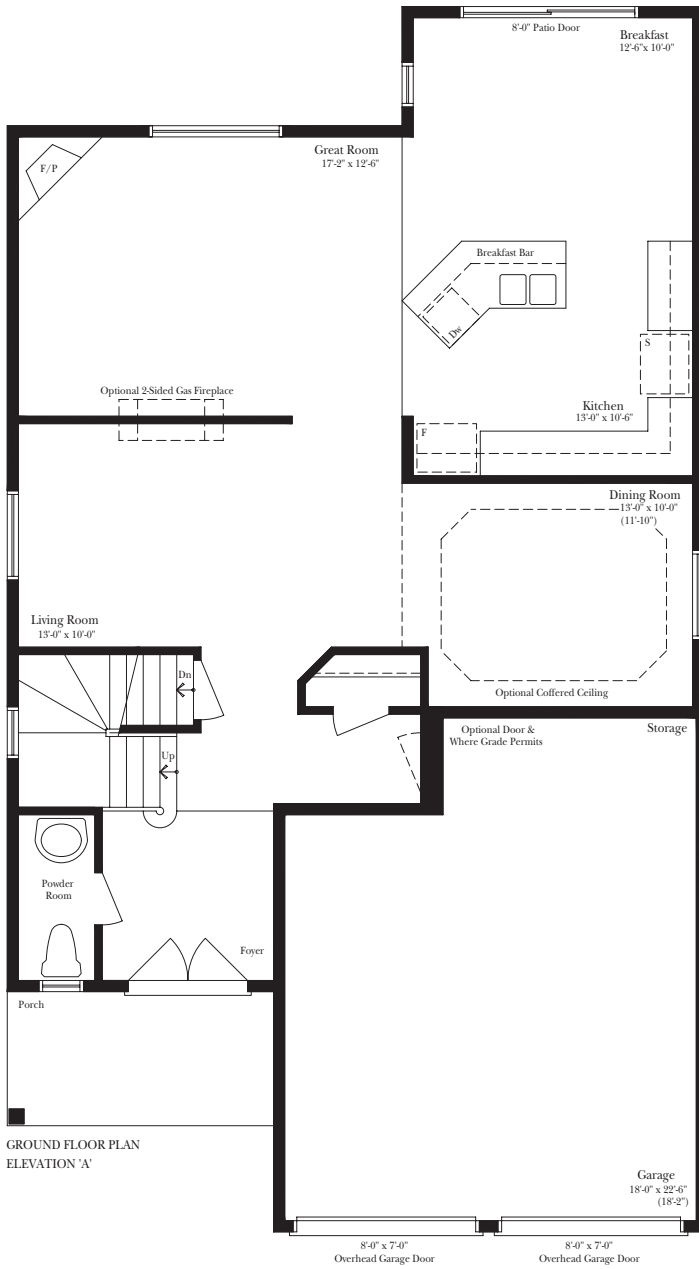 8'-0" Patio Door
Breakfast
12'-6"x 10'-0"
Great Room
17'-2" x 12'-6"
F/P
Breakfast Bar
Dw
S
Optional 2-Sided Gas Fireplace
Kitchen
13'-0" x 10'-6"
F
Dining Room
13'-0" x 10'-0"
(11'-10")
Living Room
13'-0" x 10'-0"
Dn
Optional Coffered Ceiling
Optional Door &
Where Grade Permits
Storage
Up
Powder
Room
Foyer
Porch
GROUND FLOOR PLAN
ELEVATION 'A'
Garage
18'-0" x 22'-6"
(18'-2")
8'-0" x 7'-0"
Overhead Garage Door
8'-0" x 7'-0"
Overhead Garage Door